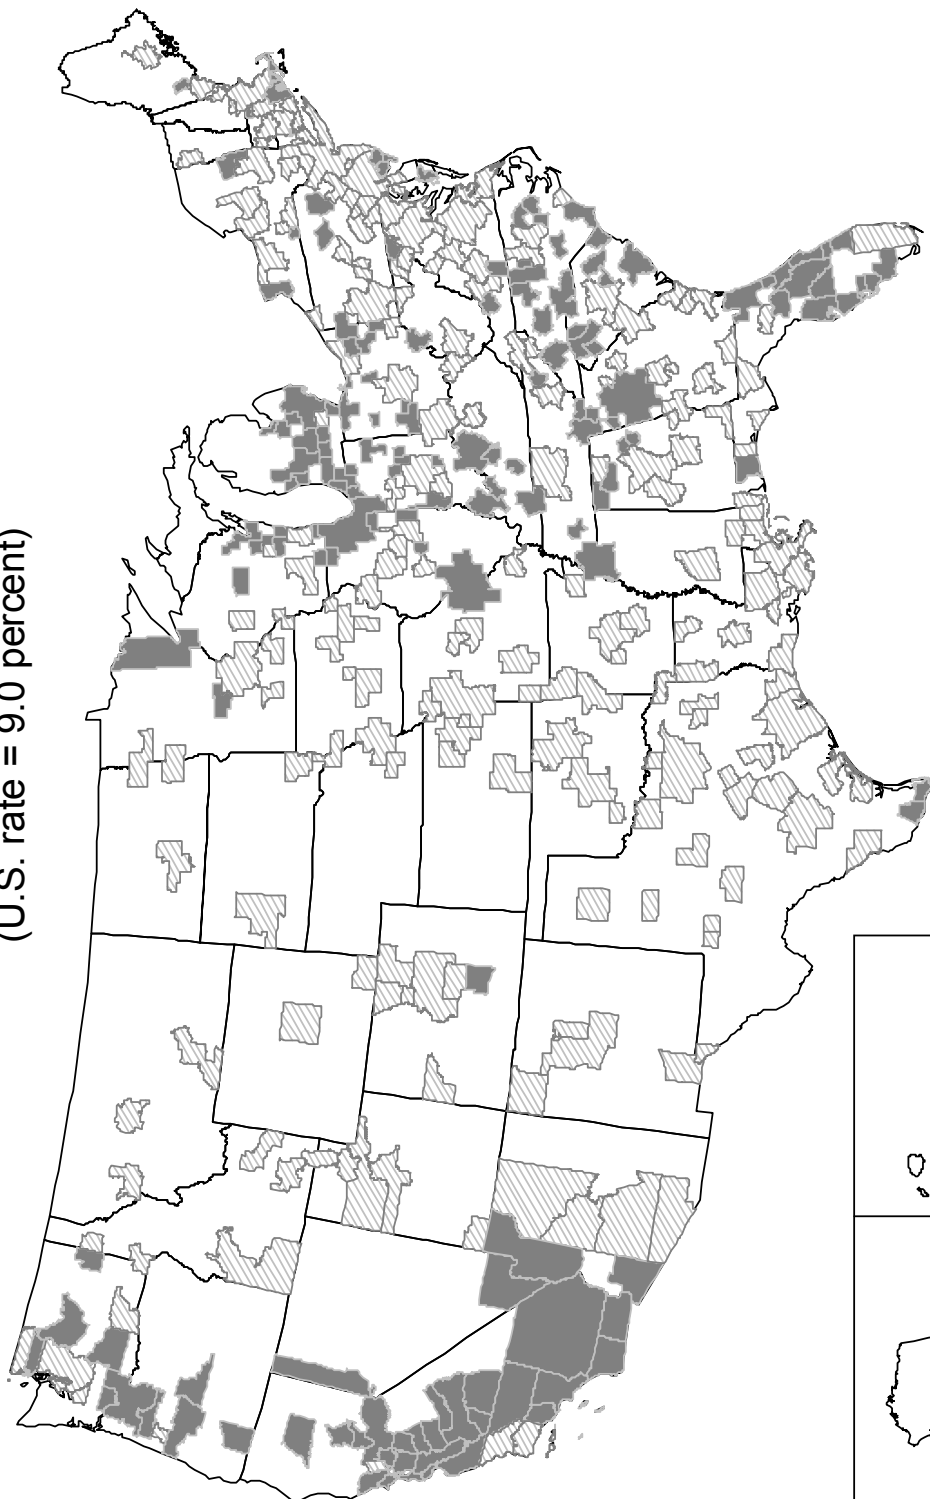 (U.S. rate = 9.0 percent)